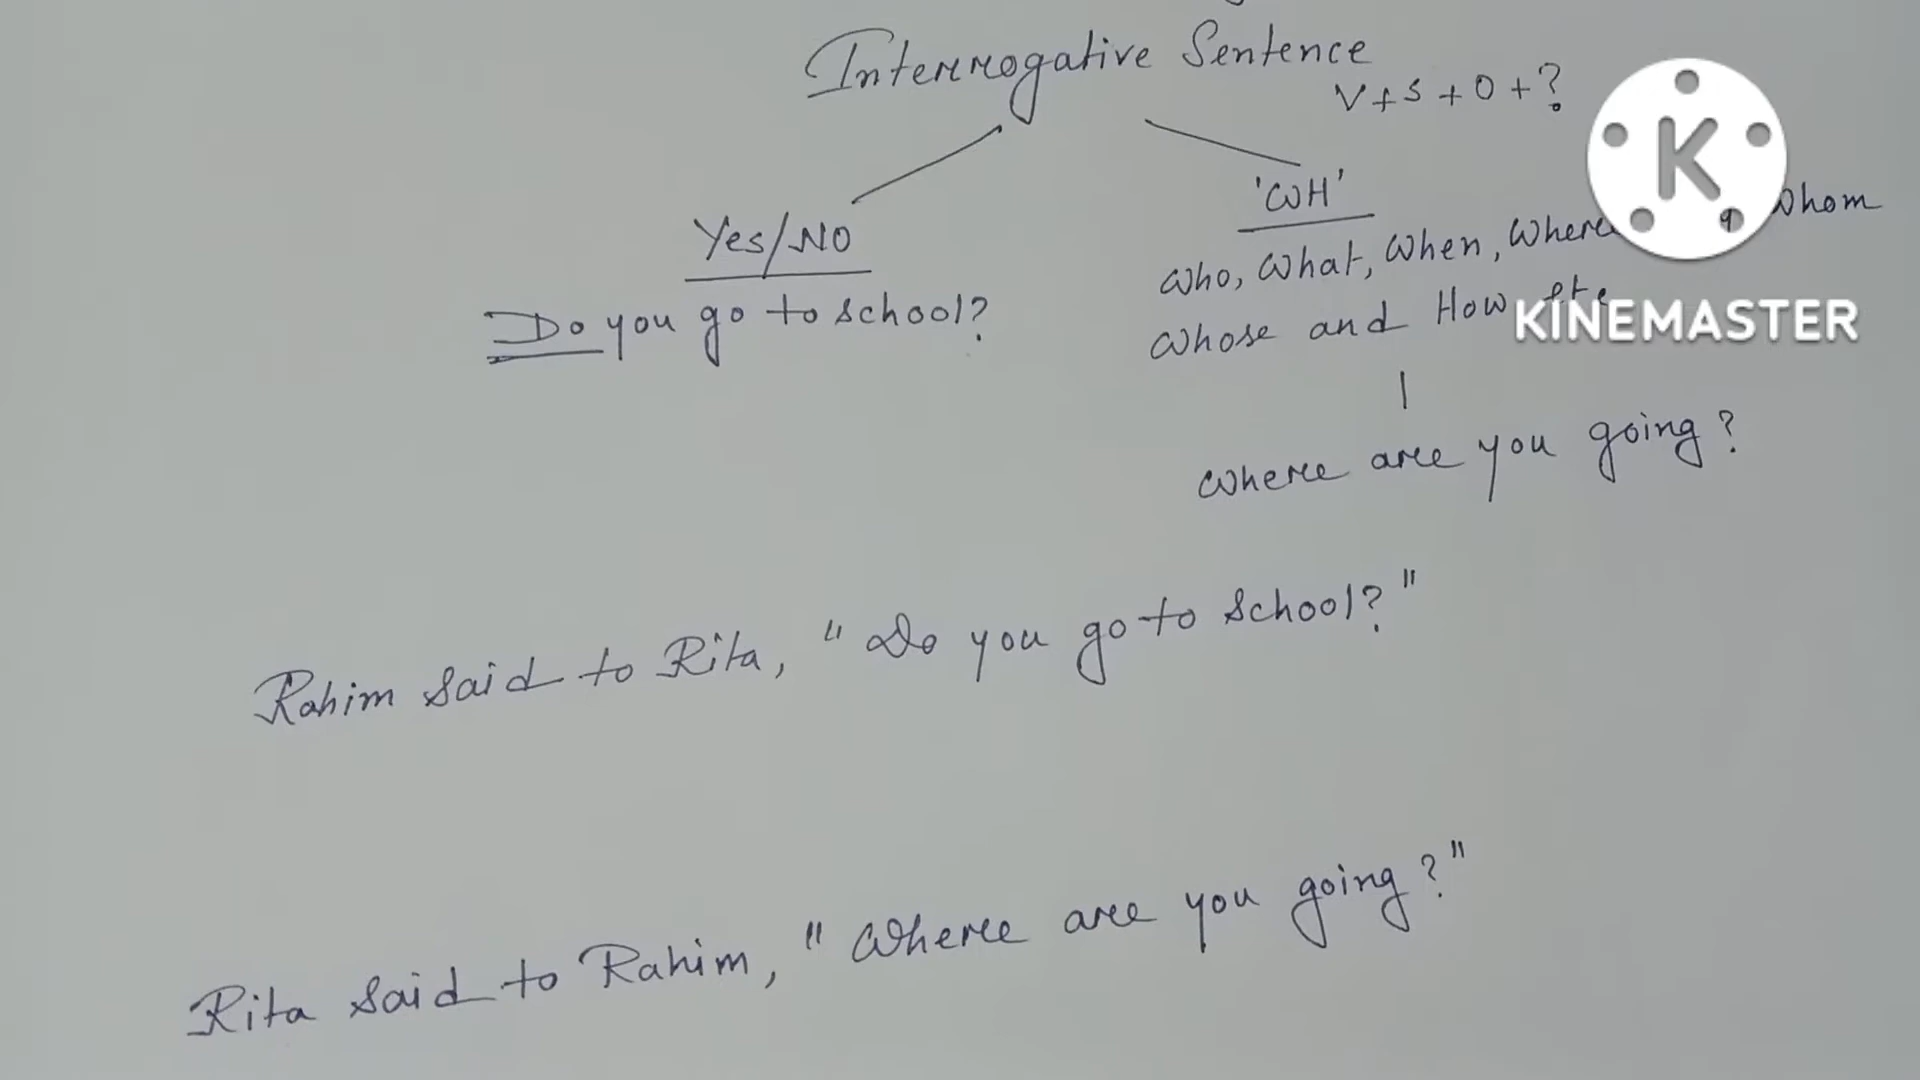 Interrogative Sentence
V+S+O+?
Yes/NO
Do you go to school?
'WH'
Who, What, When, Where whom
Whose and How etc
Where are you going?
Rahim said to Rita, "Do you go to school?"
Rita said to Rahim, "Where are you going?"
K
KINEMASTER